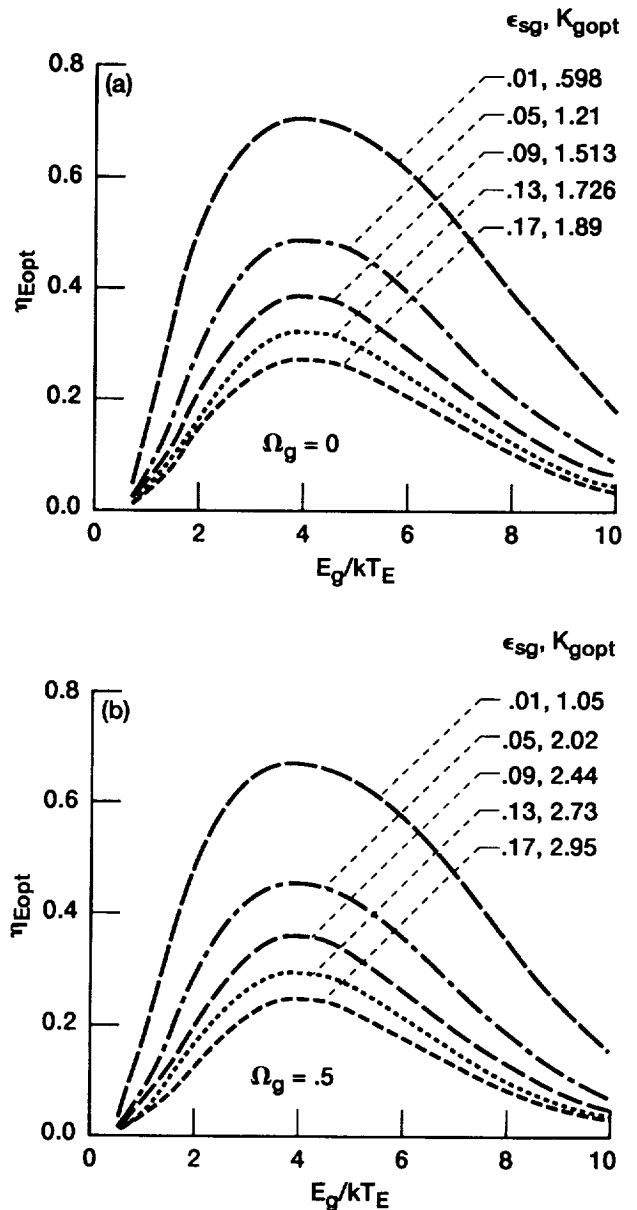 ϵsg, Kgopt
0.8
(a)
.01, .598
.05, 1.21
.09, 1.513
.13, 1.726
.17, 1.89
0.6
0.4
0.2
0.0
ηEopt
Ωg = 0
0 2 4 6 8 10
Eg/kTE
ϵsg, Kgopt
0.8
(b)
.01, 1.05
.05, 2.02
.09, 2.44
.13, 2.73
.17, 2.95
0.6
0.4
0.2
0.0
ηEopt
Ωg = .5
0 2 4 6 8 10
Eg/kTE